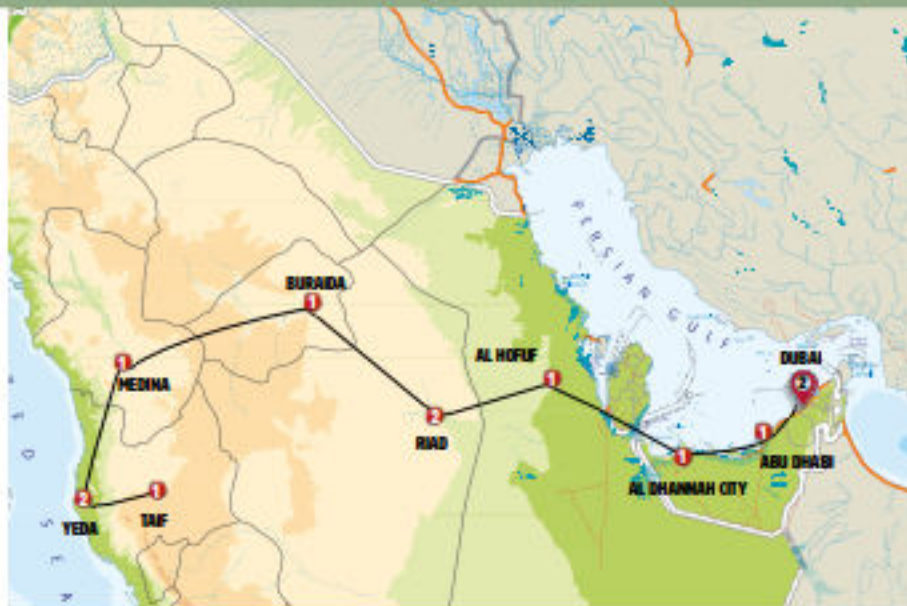 PERSIAN GULF
BURAIDA
1
1
MEDINA
AL HOFUF
1
DUBAI
2
2
RIAD
1
ABU DHABI
1
AL DHANNAH CITY
2
YEDA
1
TAIF
D SEA